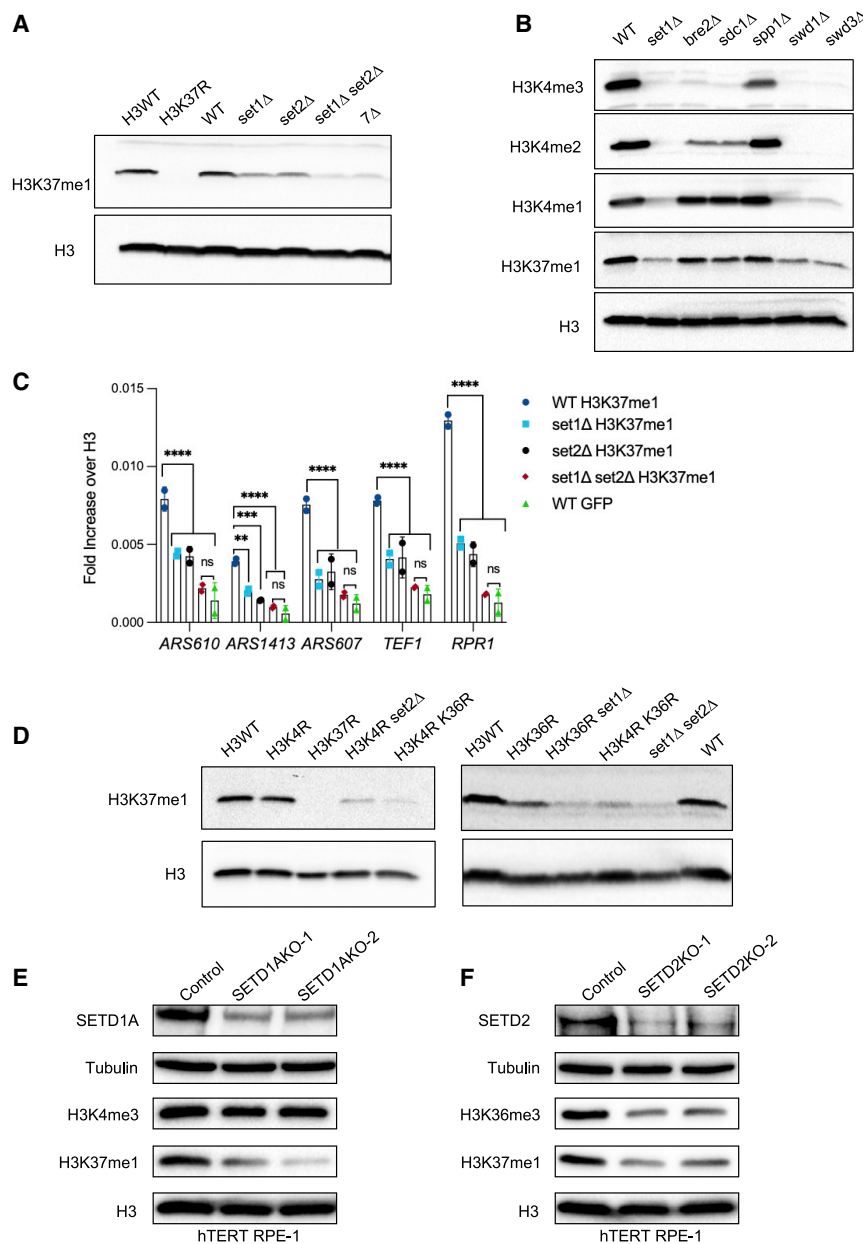 A
H3WT H3K37R WT set1Δ set2Δ set1Δ set2Δ 7Δ
H3K37me1
H3
B
WT set1Δ bre2Δ sdc1Δ spp1Δ swd1Δ swd3Δ
H3K4me3
H3K4me2
H3K4me1
H3K37me1
H3
C
Fold Increase over H3
0.015
0.010
0.005
0.000
**** ns
** *** **** ns
**** ns
**** ns
**** ns
ARS610 ARS1413 ARS607 TEF1 RPR1
WT H3K37me1
set1Δ H3K37me1
set2Δ H3K37me1
set1Δ set2Δ H3K37me1
WT GFP
D
H3WT H3K4R H3K37R H3K4R set2Δ H3K4R K36R
H3WT H3K36R H3K36R set1Δ H3K4R K36R set1Δ set2Δ WT
H3K37me1
H3
E
Control SETD1AKO-1 SETD1AKO-2
SETD1A
Tubulin
H3K4me3
H3K37me1
H3
hTERT RPE-1
F
Control SETD2KO-1 SETD2KO-2
SETD2
Tubulin
H3K36me3
H3K37me1
H3
hTERT RPE-1